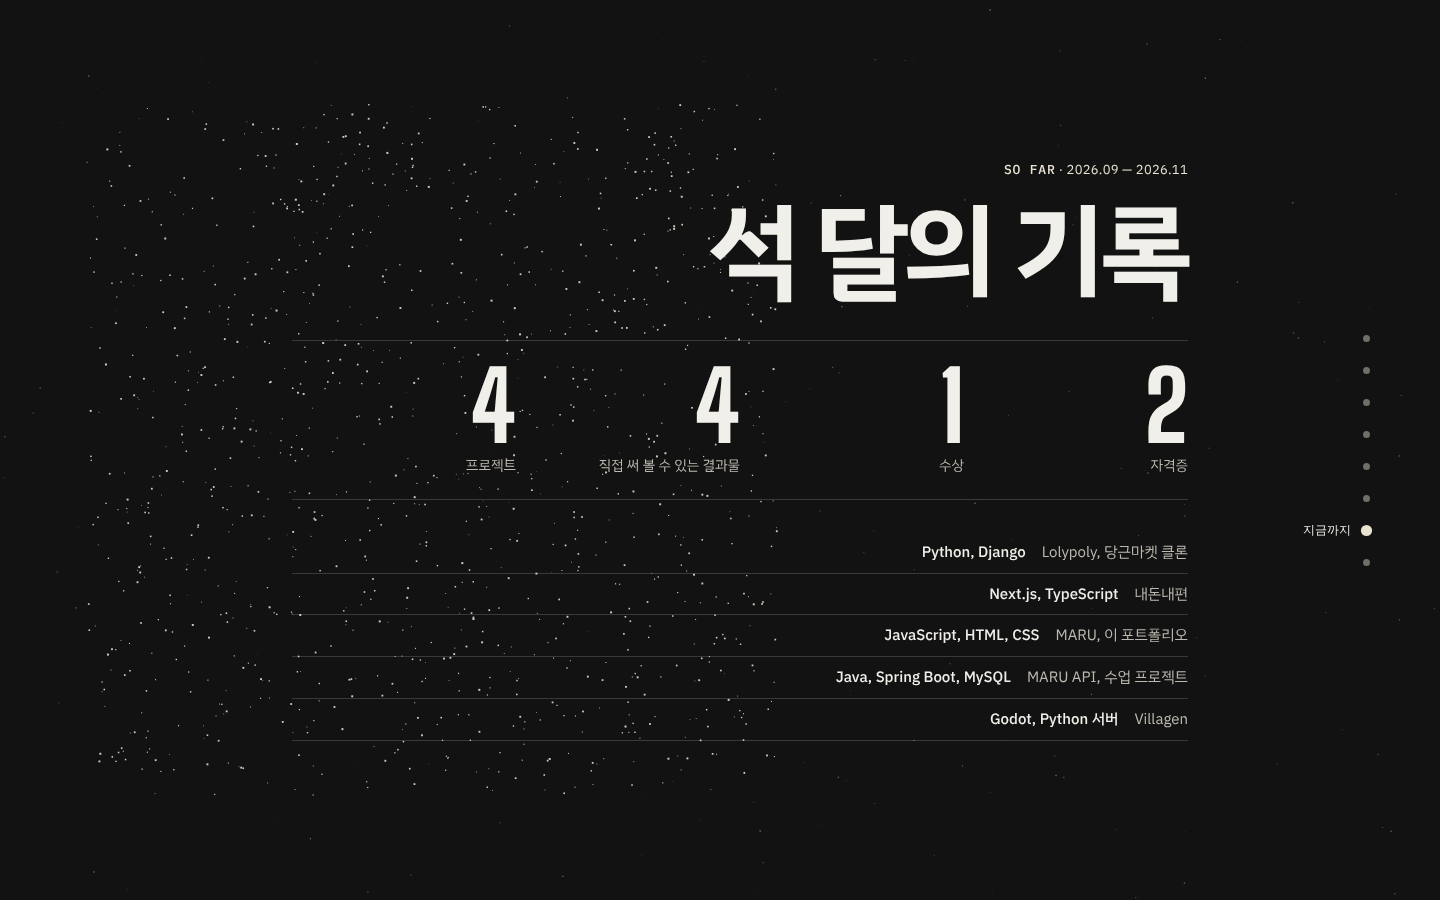 SO FAR · 2026.09 — 2026.11
석 달의 기록
4 4 1 2
프로젝트 직접 써 볼 수 있는 결과물 수상 자격증
지금까지
Python, Django Lolypoly, 당근마켓 클론
Next.js, TypeScript 내돈내편
JavaScript, HTML, CSS MARU, 이 포트폴리오
Java, Spring Boot, MySQL MARU API, 수업 프로젝트
Godot, Python 서버 Villagen